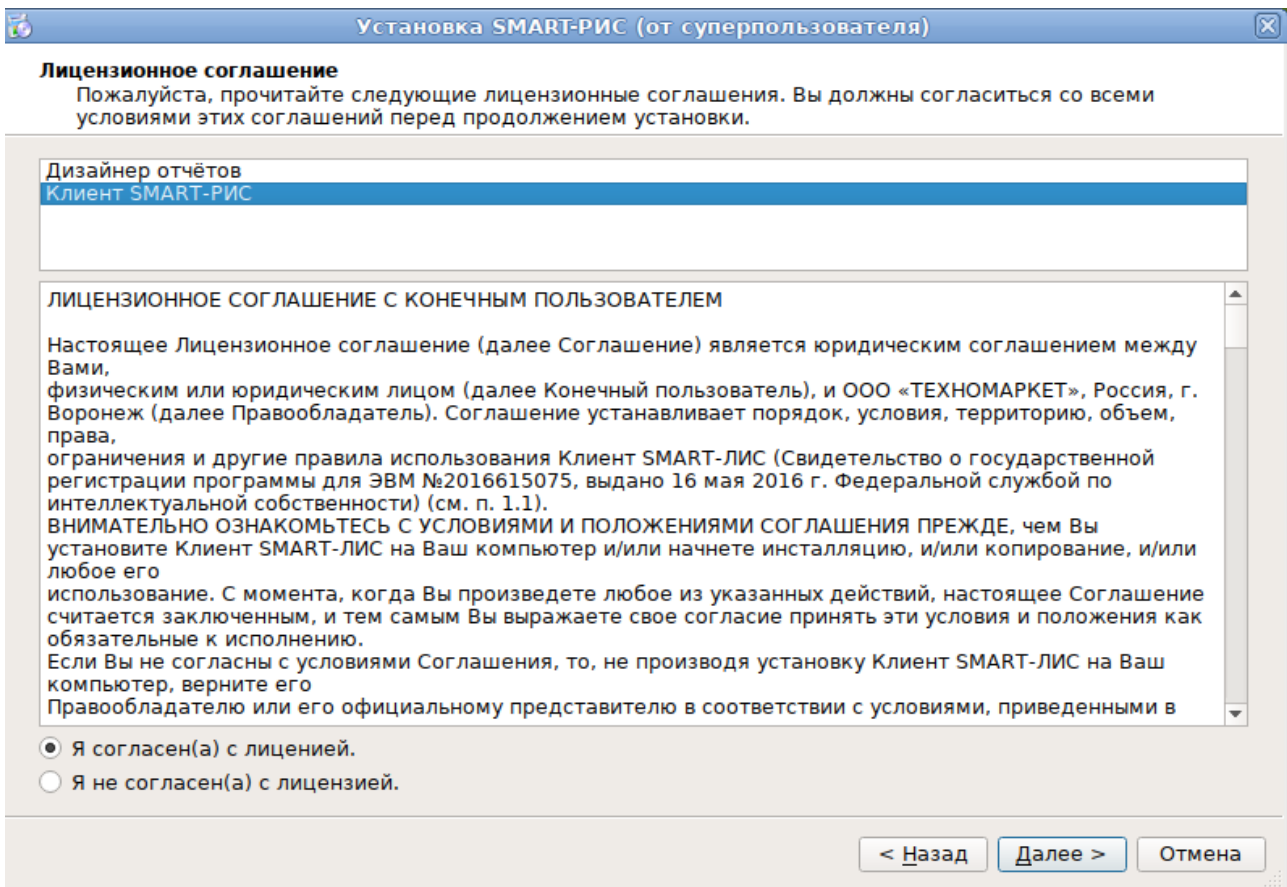 Установка SMART-РИС (от суперпользователя)
Лицензионное соглашение
Пожалуйста, прочитайте следующие лицензионные соглашения. Вы должны согласиться со всеми
условиями этих соглашений перед продолжением установки.
Дизайнер отчётов
Клиент SMART-РИС
ЛИЦЕНЗИОННОЕ СОГЛАШЕНИЕ С КОНЕЧНЫМ ПОЛЬЗОВАТЕЛЕМ
Настоящее Лицензионное соглашение (далее Соглашение) является юридическим соглашением между
Вами,
физическим или юридическим лицом (далее Конечный пользователь), и ООО «ТЕХНОМАРКЕТ», Россия, г.
Воронеж (далее Правообладатель). Соглашение устанавливает порядок, условия, территорию, объем,
права,
ограничения и другие правила использования Клиент SMART-ЛИС (Свидетельство о государственной
регистрации программы для ЭВМ №2016615075, выдано 16 мая 2016 г. Федеральной службой по
интеллектуальной собственности) (см. п. 1.1).
ВНИМАТЕЛЬНО ОЗНАКОМЬТЕСЬ С УСЛОВИЯМИ И ПОЛОЖЕНИЯМИ СОГЛАШЕНИЯ ПРЕЖДЕ, чем Вы
установите Клиент SMART-ЛИС на Ваш компьютер и/или начнете инсталляцию, и/или копирование, и/или
любое его
использование. С момента, когда Вы произведете любое из указанных действий, настоящее Соглашение
считается заключенным, и тем самым Вы выражаете свое согласие принять эти условия и положения как
обязательные к исполнению.
Если Вы не согласны с условиями Соглашения, то, не производя установку Клиент SMART-ЛИС на Ваш
компьютер, верните его
Правообладателю или его официальному представителю в соответствии с условиями, приведенными в
Я согласен(а) с лиценией.
Я не согласен(а) с лицензией.
< Назад Далее > Отмена